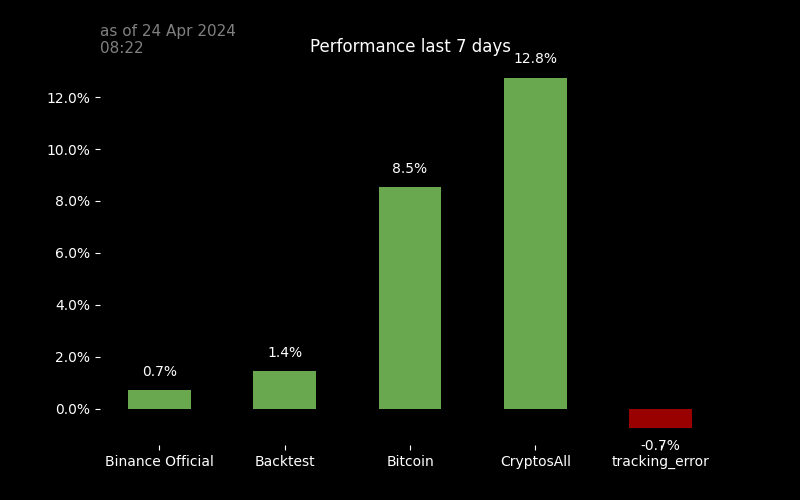 as of 24 Apr 2024
08:22
Performance last 7 days
12.8%
12.0%
10.0%
8.5%
8.0%
6.0%
4.0%
2.0%
1.4%
0.7%
0.0%
-0.7%
Binance Official
Backtest
Bitcoin
CryptosAll
tracking_error